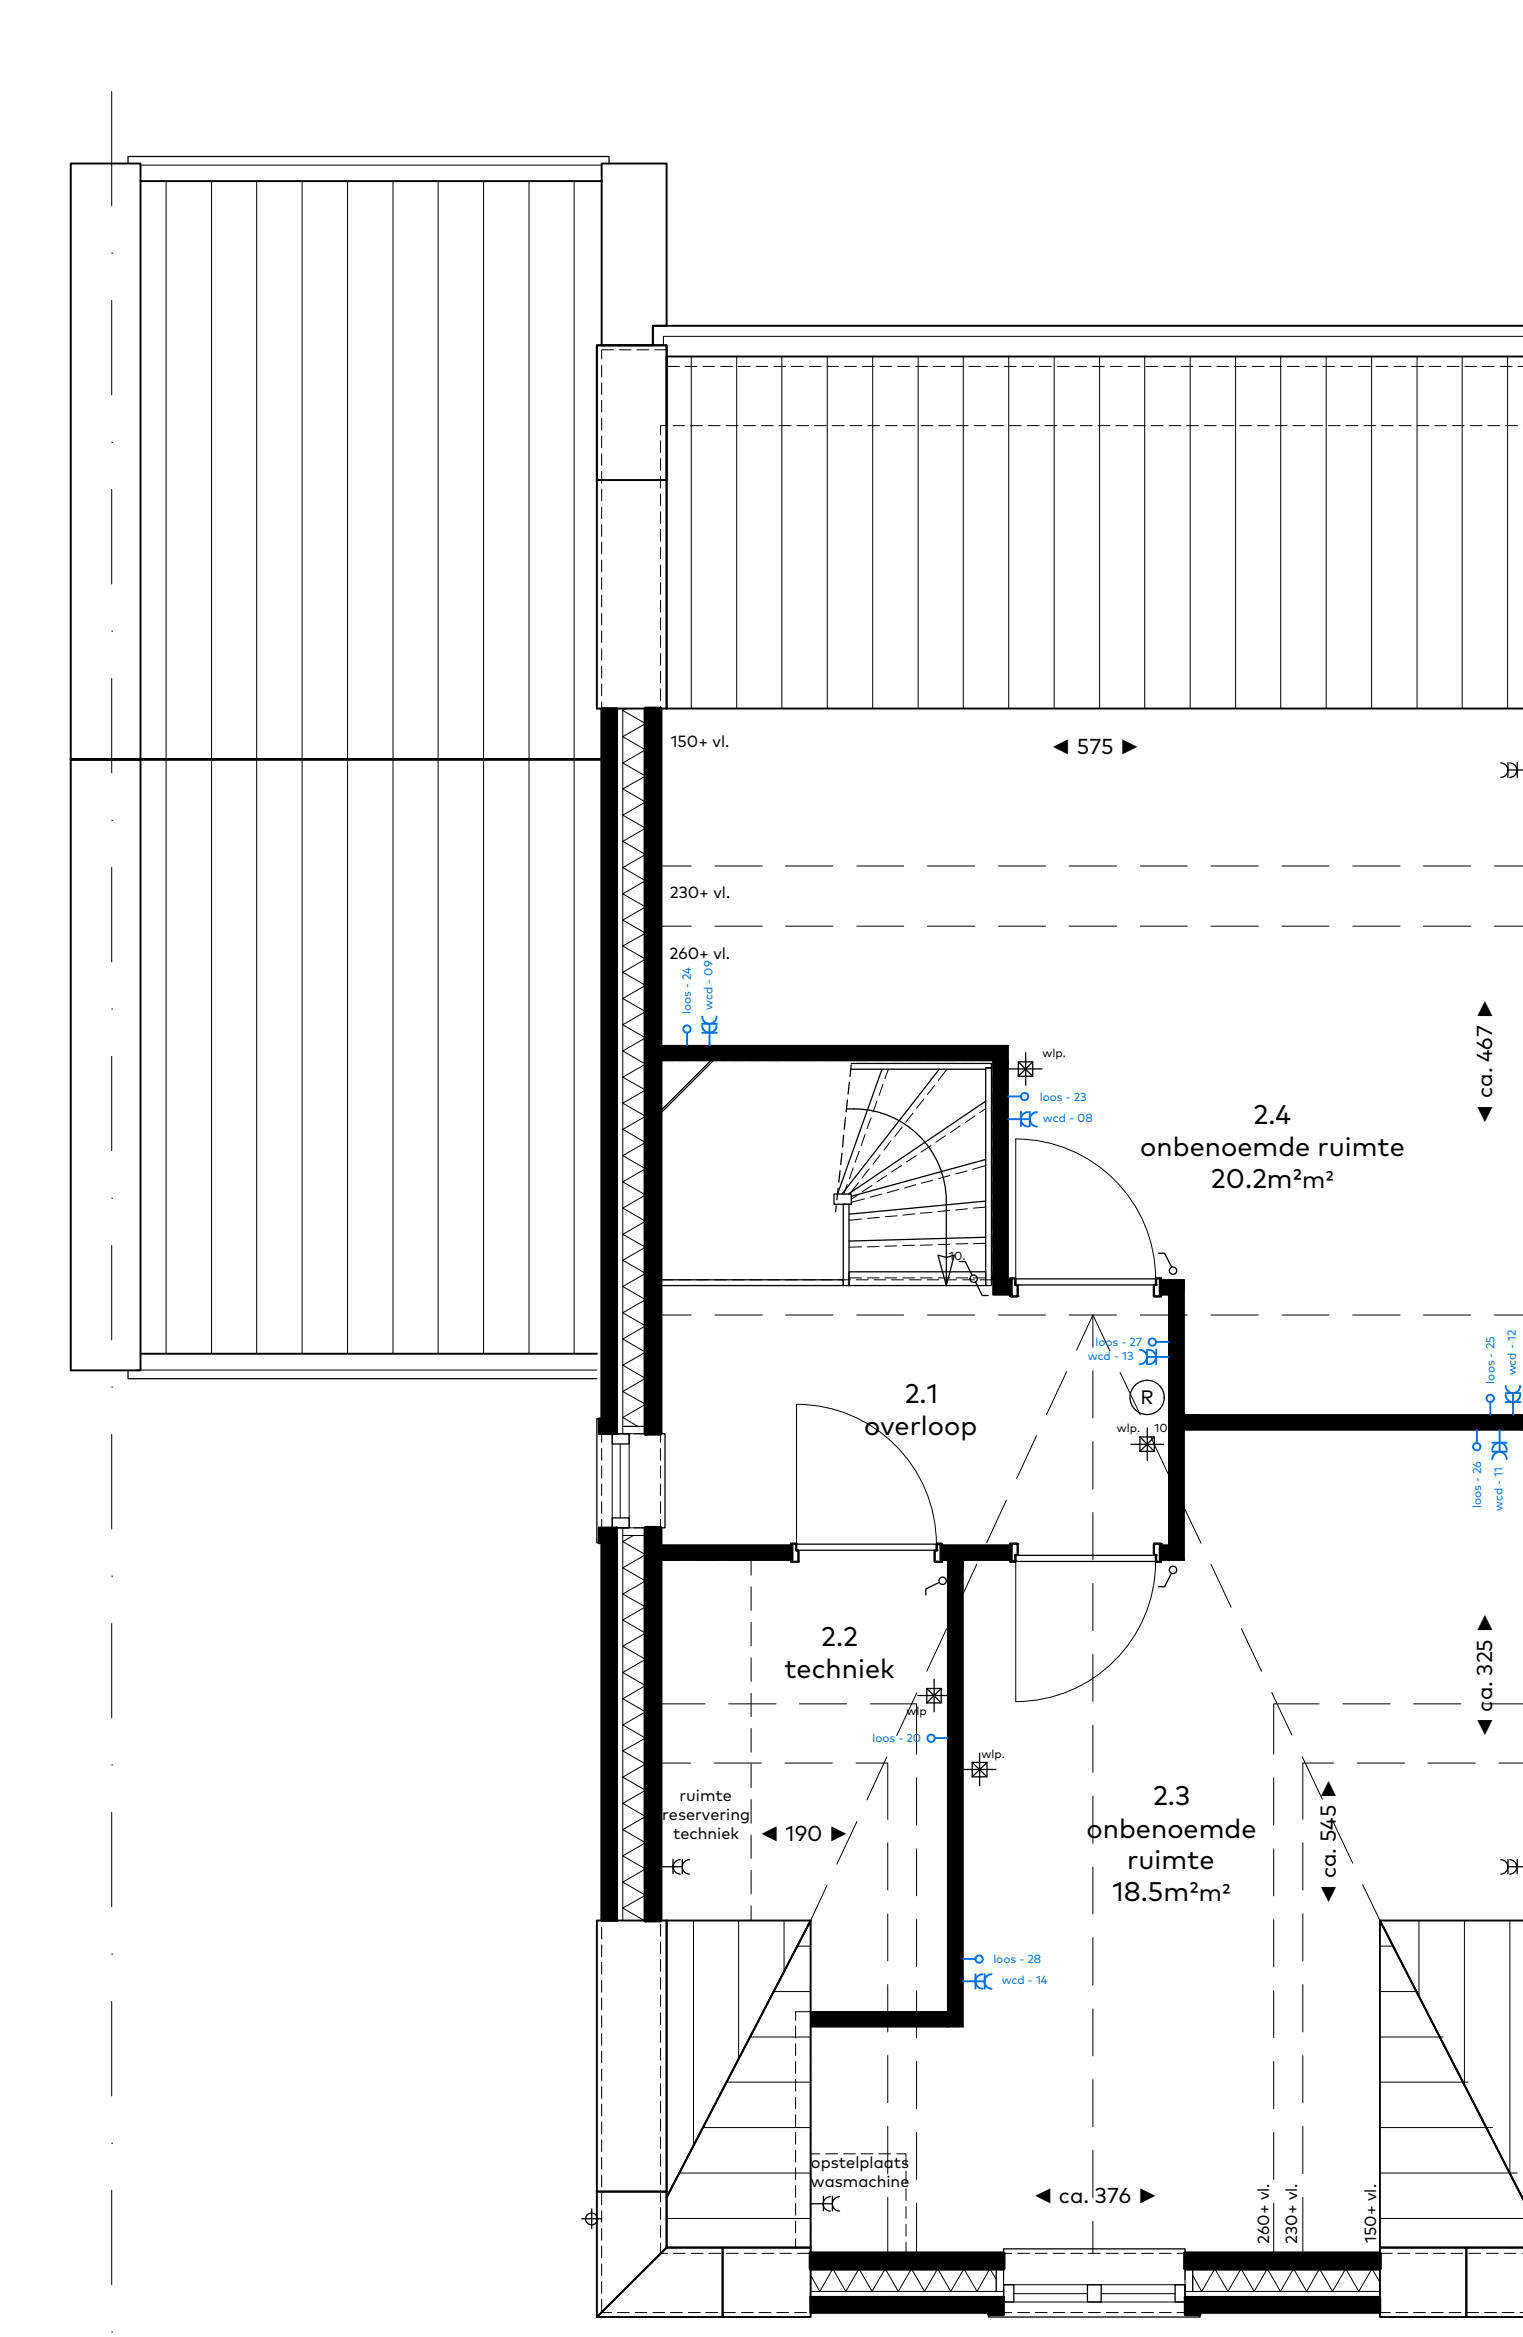 150+ vl.
◄ 575 ►
230+ vl.
260+ vl.
loos - 24
wcd - 09
wlp.
loos - 23
wcd - 08
◄ ca. 467 ►
2.4
onbenoemde ruimte
20.2m²m²
10.
loos - 27
wcd - 13
R
wlp.
10
loos - 25
wcd - 12
loos - 26
wcd - 11
2.1
overloop
2.2
techniek
wlp
loos - 20
wlp.
◄ ca. 325 ►
ruimte
reservering
techniek
◄ 190 ►
2.3
onbenoemde
ruimte
18.5m²m²
◄ ca. 545 ►
loos - 28
wcd - 14
opstelplaats
wasmachine
◄ ca. 376 ►
260+ vl.
230+ vl.
150+ vl.